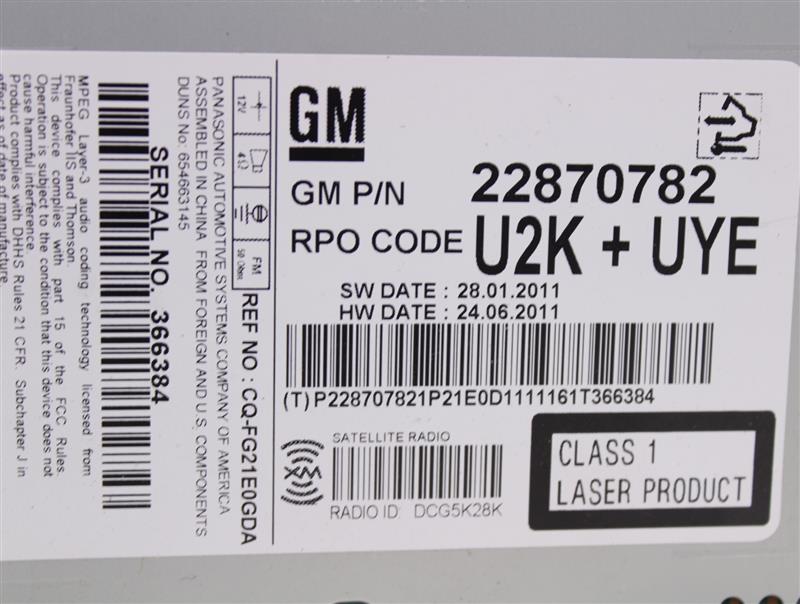 GM
GM P/N 22870782
RPO CODE U2K + UYE
SW DATE : 28.01.2011
HW DATE : 24.06.2011
(T)P228707821P21E0D1111161T366384
SATELLITE RADIO
RADIO ID: DCG5K28K
CLASS 1
LASER PRODUCT
12V
4Ω
FM
50 Ohm
REF NO : CQ-FG21E0GDA
PANASONIC AUTOMOTIVE SYSTEMS COMPANY OF AMERICA
ASSEMBLED IN CHINA FROM FOREIGN AND U.S. COMPONENTS
DUNS No: 654663145
SERIAL NO. 366384
MPEG Layer-3 audio coding technology licensed from
Fraunhofer IIS and Thomson.
This device complies with part 15 of the FCC Rules.
Operation is subject to the condition that this device does not
cause harmful interference.
Product complies with DHHS Rules 21 CFR. Subchapter J in
effect as of date of manufacture.